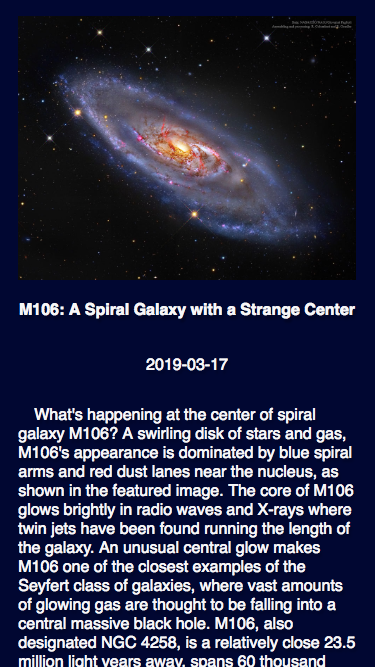 M106: A Spiral Galaxy with a Strange Center
2019-03-17
What's happening at the center of spiral
galaxy M106? A swirling disk of stars and gas,
M106's appearance is dominated by blue spiral
arms and red dust lanes near the nucleus, as
shown in the featured image. The core of M106
glows brightly in radio waves and X-rays where
twin jets have been found running the length of
the galaxy. An unusual central glow makes
M106 one of the closest examples of the
Seyfert class of galaxies, where vast amounts
of glowing gas are thought to be falling into a
central massive black hole. M106, also
designated NGC 4258, is a relatively close 23.5
million light years away, spans 60 thousand